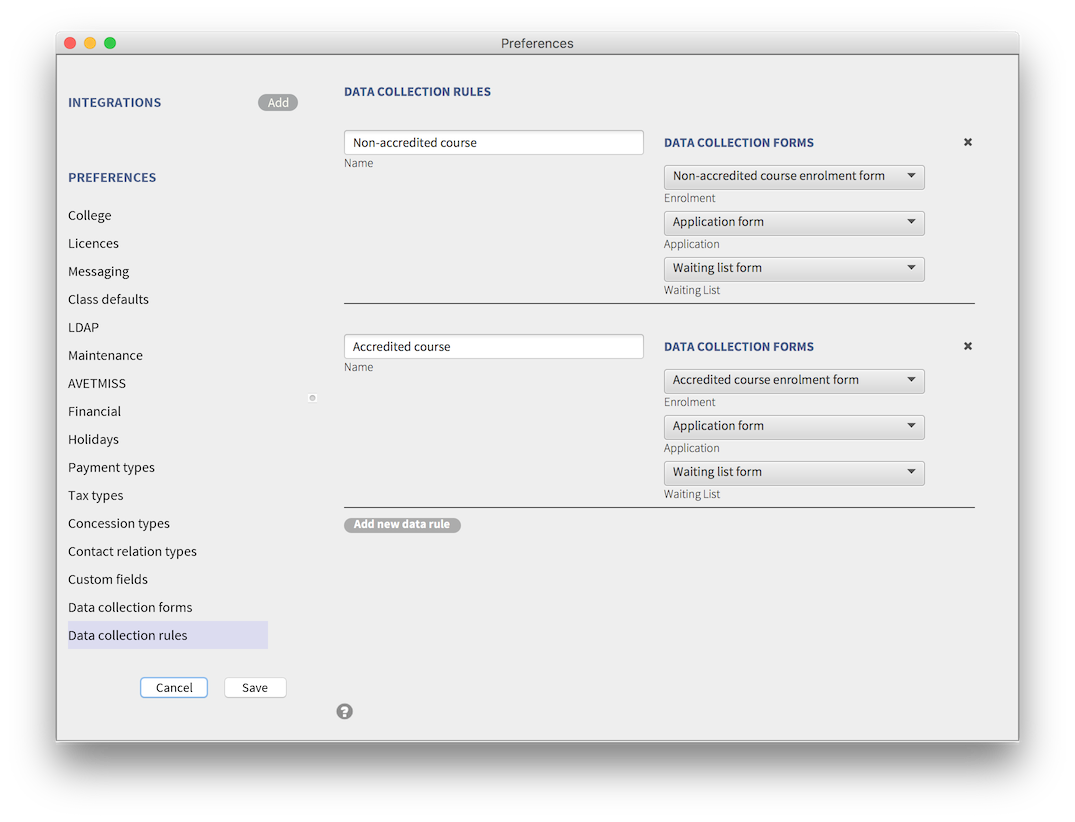 Preferences
INTEGRATIONS
Add
PREFERENCES
College
Licences
Messaging
Class defaults
LDAP
Maintenance
AVETMISS
Financial
Holidays
Payment types
Tax types
Concession types
Contact relation types
Custom fields
Data collection forms
Data collection rules
Cancel
Save
DATA COLLECTION RULES
Non-accredited course
Name
DATA COLLECTION FORMS
Non-accredited course enrolment form
Enrolment
Application form
Application
Waiting list form
Waiting List
Accredited course
Name
DATA COLLECTION FORMS
Accredited course enrolment form
Enrolment
Application form
Application
Waiting list form
Waiting List
Add new data rule
?